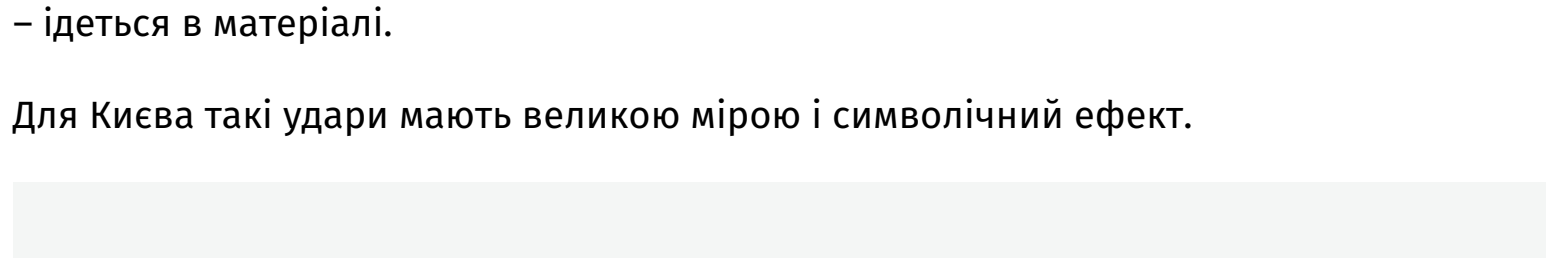 – ідеться в матеріалі.
Для Києва такі удари мають великою мірою і символічний ефект.